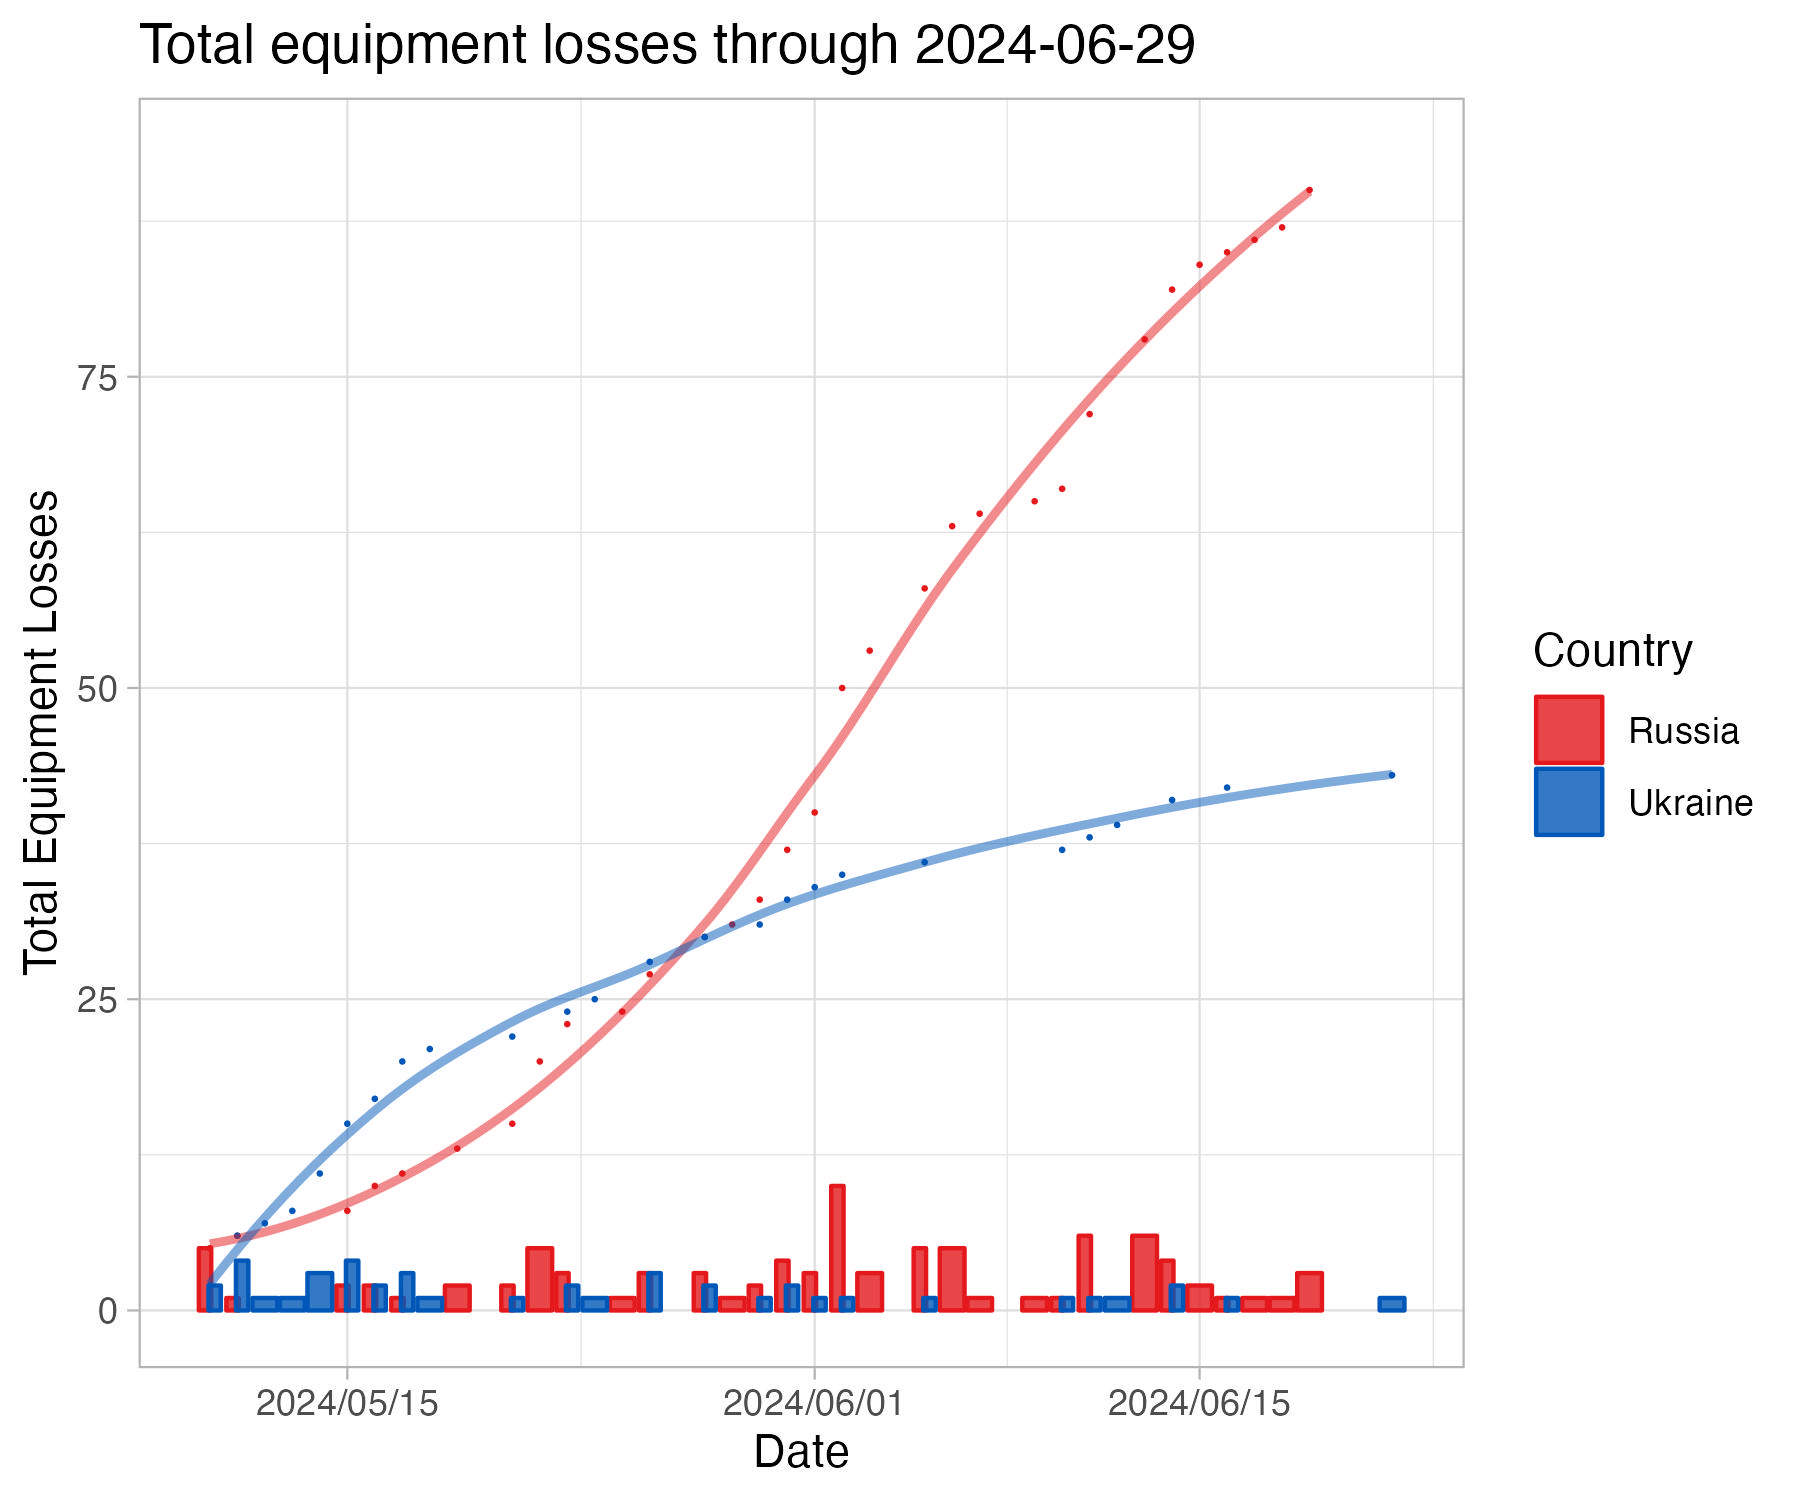 Total equipment losses through 2024-06-29
Total Equipment Losses
75
50
25
0
2024/05/15
2024/06/01
2024/06/15
Date
Country
Russia
Ukraine